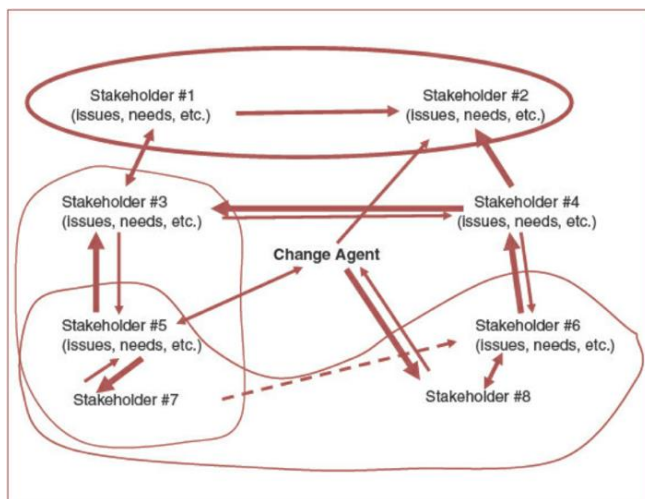 Stakeholder #1
(issues, needs, etc.)
Stakeholder #2
(issues, needs, etc.)
Stakeholder #3
(issues, needs, etc.)
Stakeholder #4
(issues, needs, etc.)
Change Agent
Stakeholder #5
(issues, needs, etc.)
Stakeholder #6
(issues, needs, etc.)
Stakeholder #7
Stakeholder #8